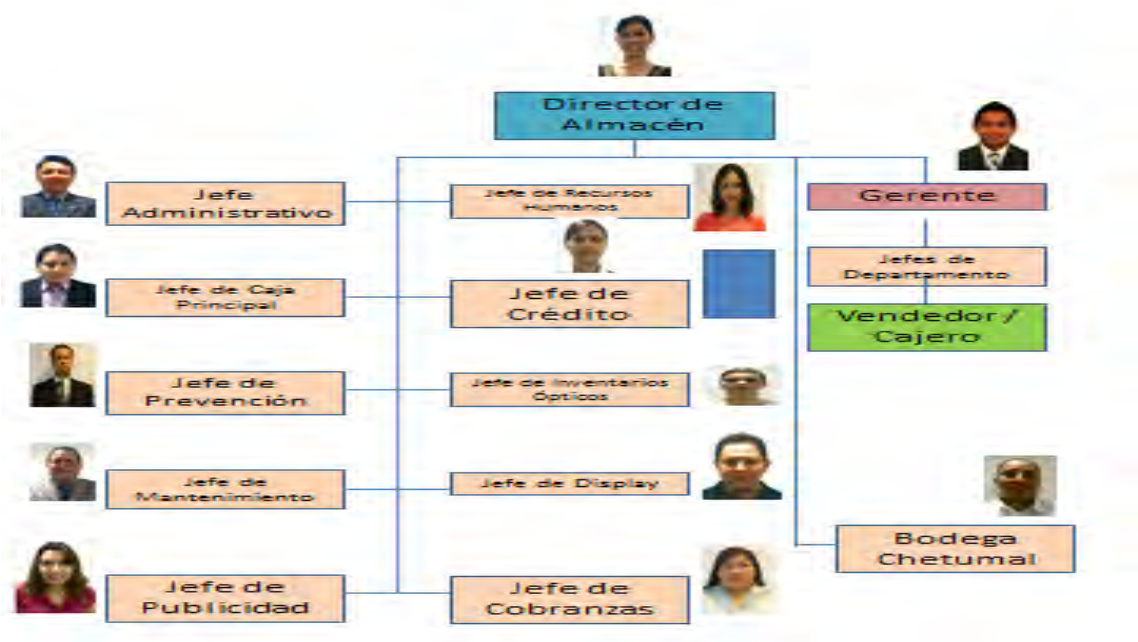 Director de
Almacén
Jefe
Administrativo
Jefe de Recursos
Humanos
Gerente
Jefes de
Departamento
Jefe de Caja
Principal
Jefe de
Crédito
Vendedor /
Cajero
Jefe de
Prevención
Jefe de Inventarios
Ópticos
Jefe de
Mantenimiento
Jefe de Display
Bodega
Chetumal
Jefe de
Publicidad
Jefe de
Cobranzas